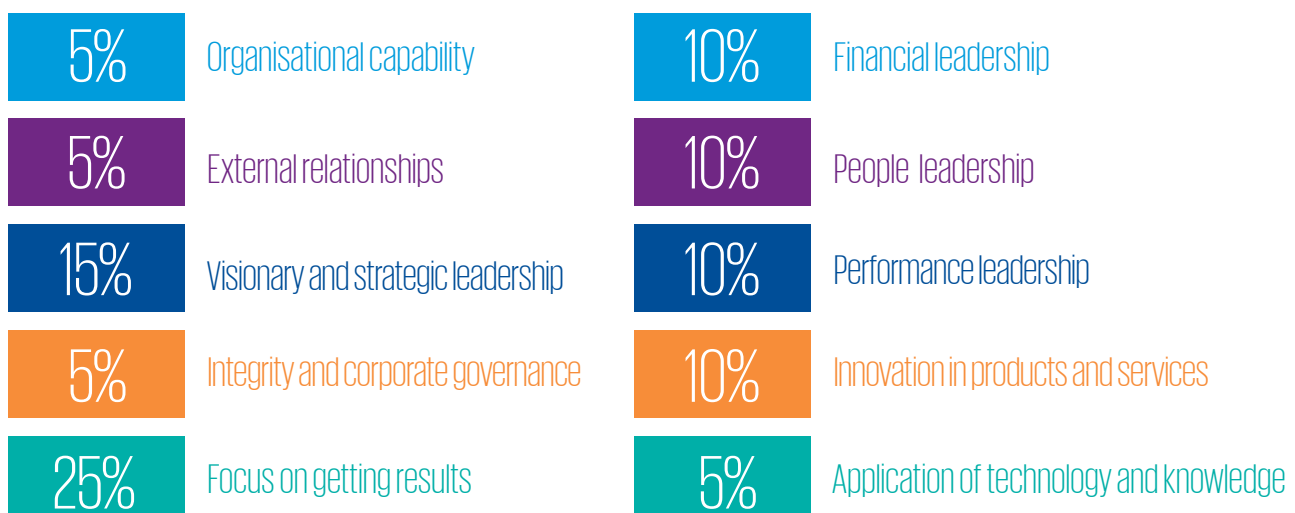 5% Organisational capability
10% Financial leadership
5% External relationships
10% People leadership
15% Visionary and strategic leadership
10% Performance leadership
5% Integrity and corporate governance
10% Innovation in products and services
25% Focus on getting results
5% Application of technology and knowledge